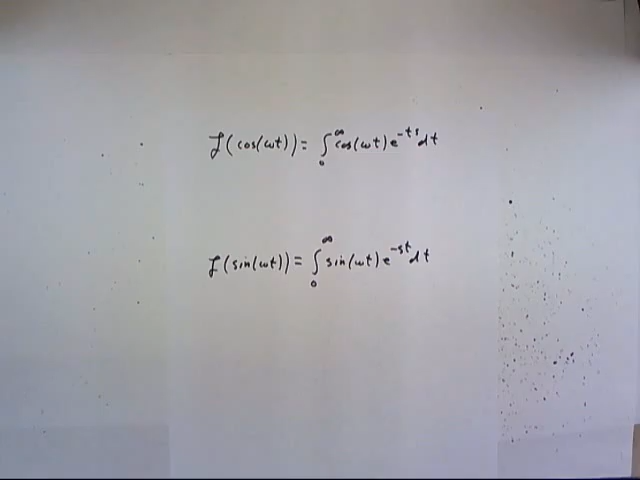 ℒ(cos(ωt)) = ∫₀^∞ cos(ωt) e^{-ts} dt
ℒ(sin(ωt)) = ∫₀^∞ sin(ωt) e^{-st} dt